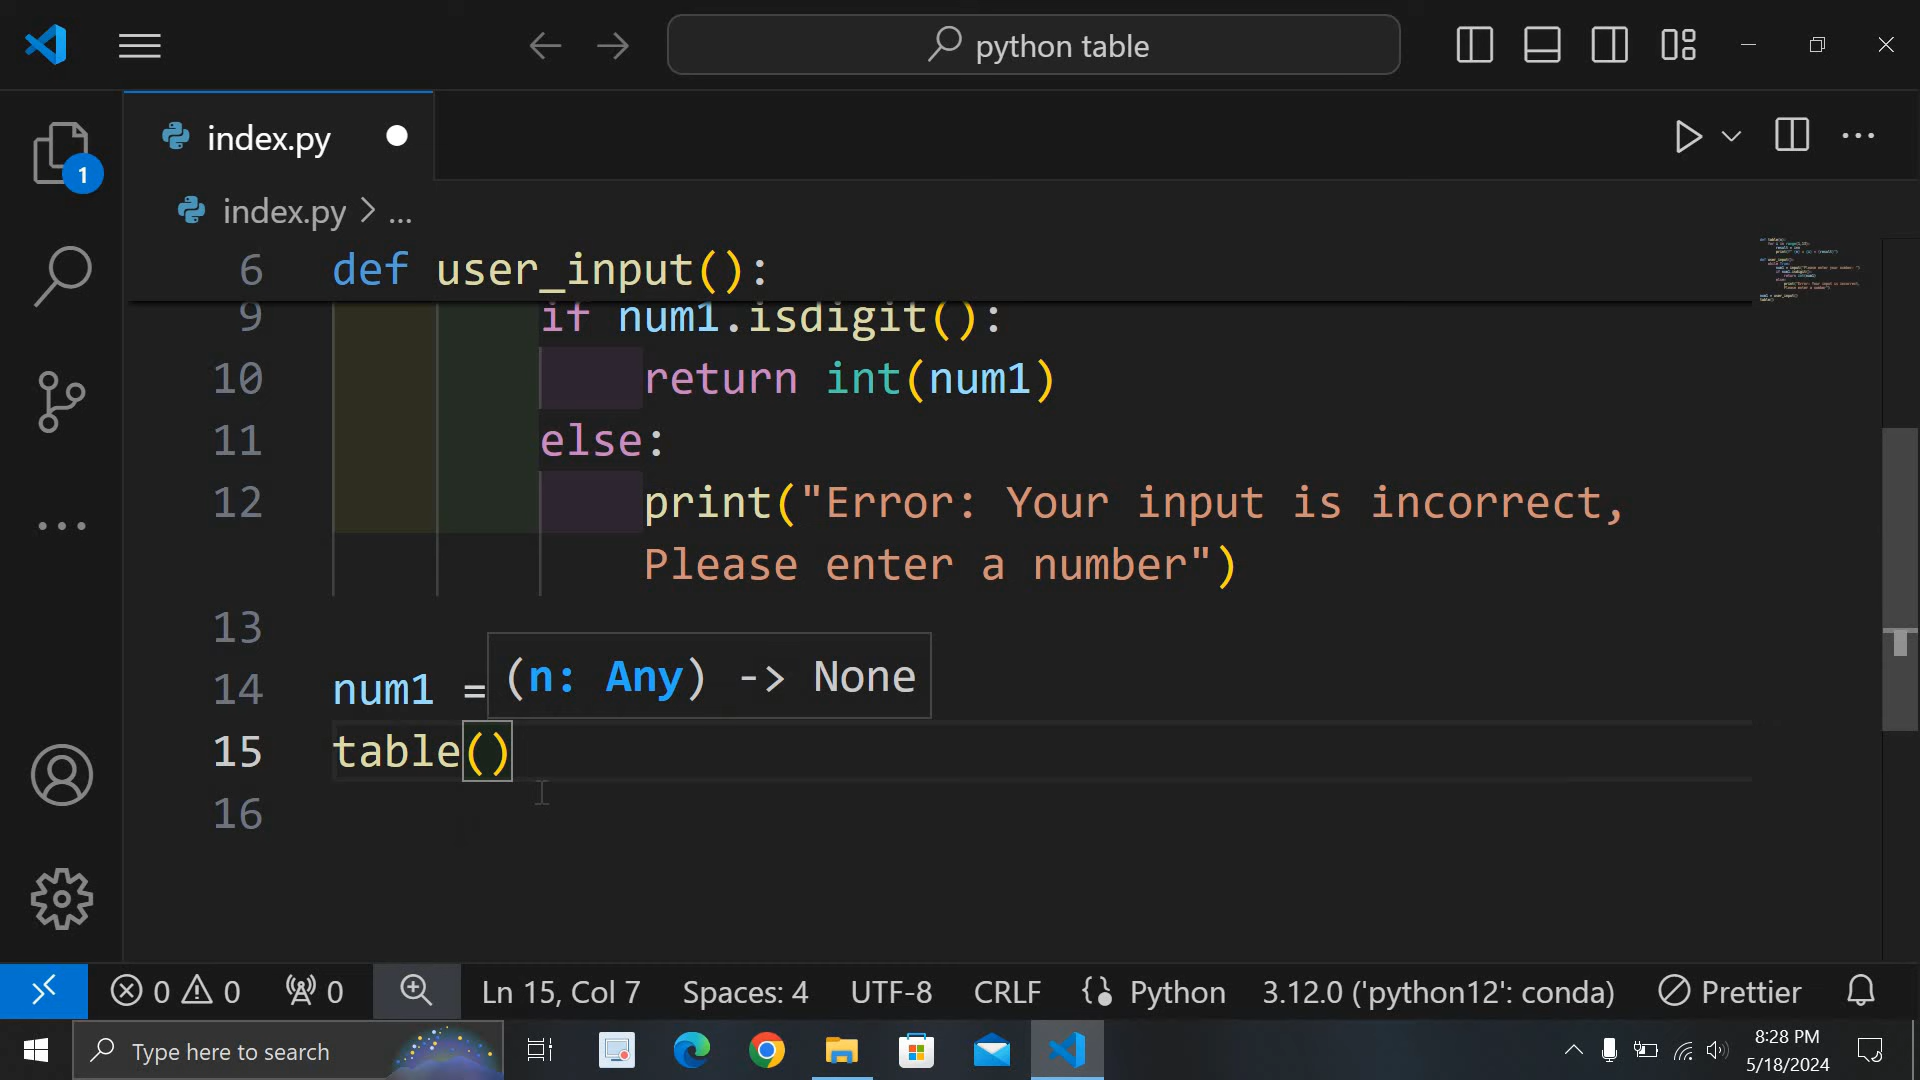 python table
index.py
1
index.py > ...
6 def user_input():
9 if num1.isdigit():
10 return int(num1)
11 else:
12 print("Error: Your input is incorrect,
Please enter a number")
13
(n: Any) -> None
14 num1 =
15 table()
16
0 0 0 Ln 15, Col 7 Spaces: 4 UTF-8 CRLF Python 3.12.0 ('python12': conda) Prettier
Type here to search
8:28 PM
5/18/2024